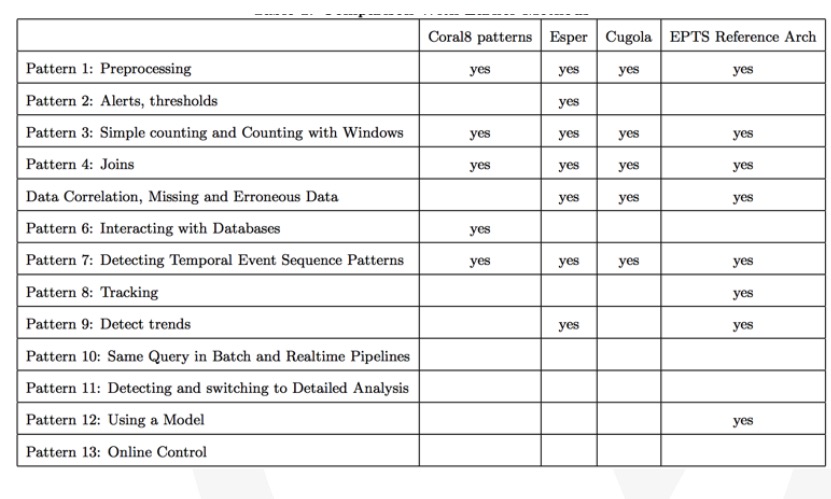 Coral8 patterns Esper Cugola EPTS Reference Arch
Pattern 1: Preprocessing yes yes yes yes
Pattern 2: Alerts, thresholds yes
Pattern 3: Simple counting and Counting with Windows yes yes yes yes
Pattern 4: Joins yes yes yes yes
Data Correlation, Missing and Erroneous Data yes yes yes
Pattern 6: Interacting with Databases yes
Pattern 7: Detecting Temporal Event Sequence Patterns yes yes yes yes
Pattern 8: Tracking yes
Pattern 9: Detect trends yes yes
Pattern 10: Same Query in Batch and Realtime Pipelines
Pattern 11: Detecting and switching to Detailed Analysis
Pattern 12: Using a Model yes
Pattern 13: Online Control